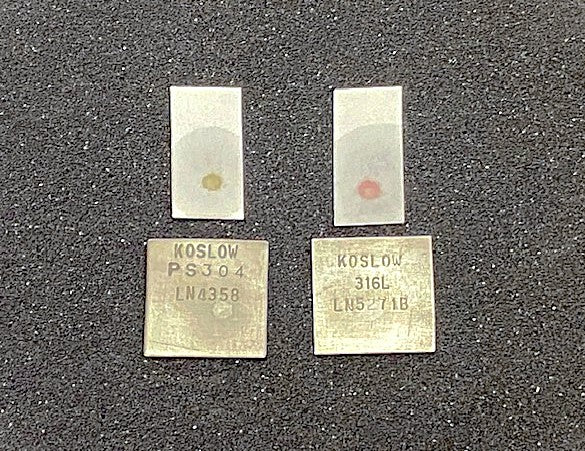 KOSLOW
PS304
LN4358
KOSLOW
316L
LN5271B